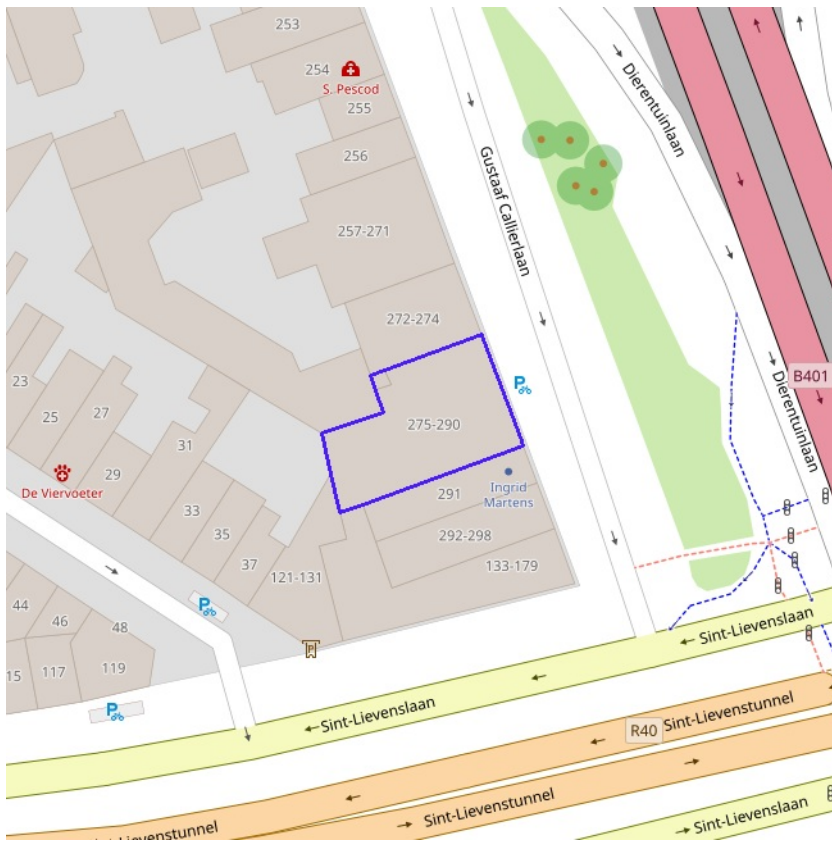 253
254
S. Pescod
255
256
257-271
272-274
275-290
291
Ingrid
Martens
292-298
133-179
121-131
23
25
27
29
31
33
35
37
De Viervoeter
44
46
48
15
117
119
P
P
P
P
Gustaaf Callierlaan
Dierentuinlaan
Dierentuinlaan
B401
Sint-Lievenslaan
Sint-Lievenslaan
R40
Sint-Lievenstunnel
Sint-Lievenstunnel
nt-Lievenstunnel
Sint-Lievenslaan